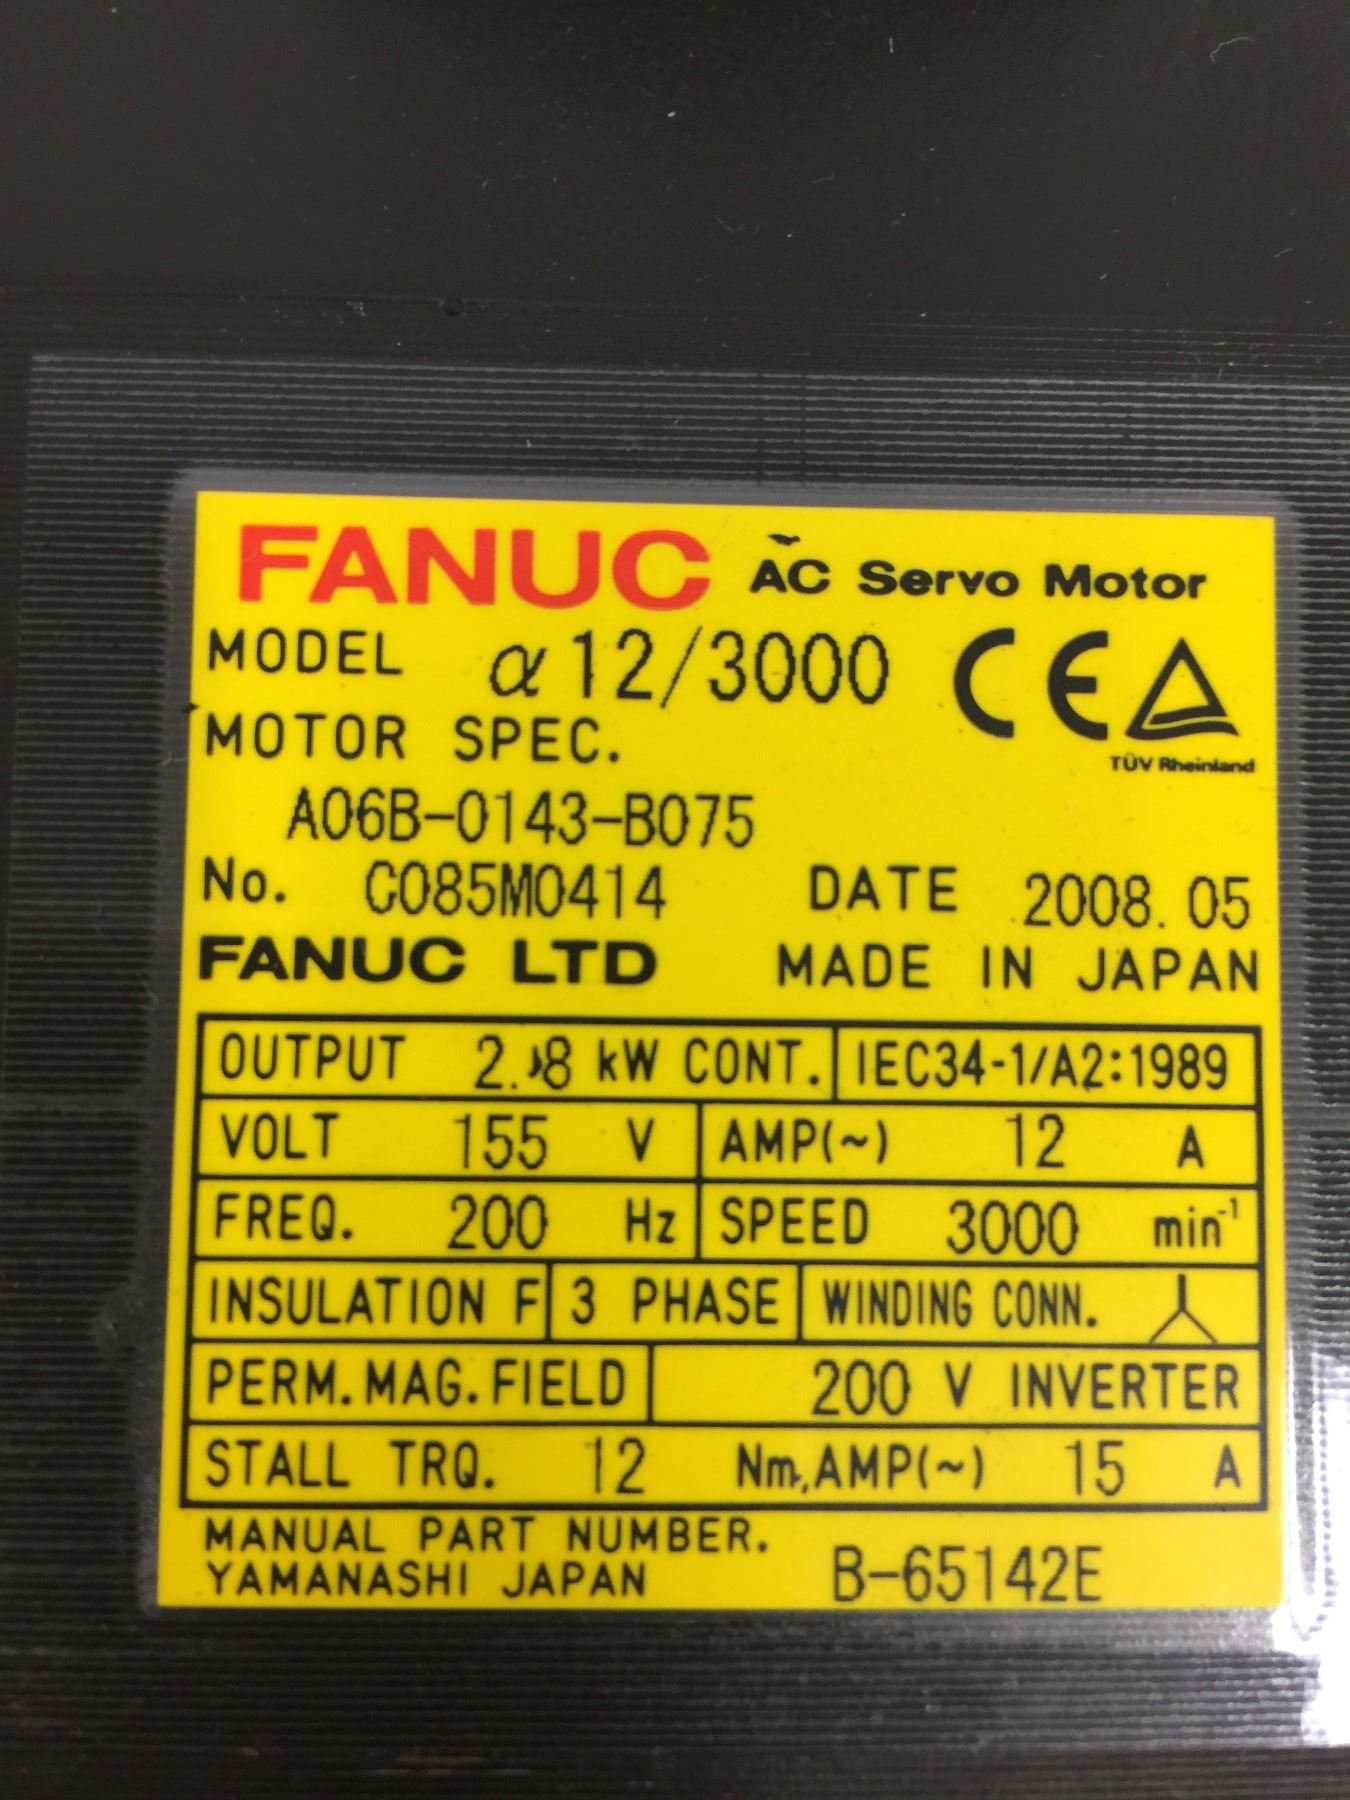 FANUC AC Servo Motor
MODEL α12/3000 CE
TÜV Rheinland
MOTOR SPEC.
A06B-0143-B075
No. C085M0414 DATE 2008.05
FANUC LTD MADE IN JAPAN
OUTPUT 2.8 kW CONT. IEC34-1/A2:1989
VOLT 155 V AMP(~) 12 A
FREQ. 200 Hz SPEED 3000 min⁻¹
INSULATION F 3 PHASE WINDING CONN.
PERM.MAG.FIELD 200 V INVERTER
STALL TRQ. 12 Nm,AMP(~) 15 A
MANUAL PART NUMBER.
YAMANASHI JAPAN B-65142E